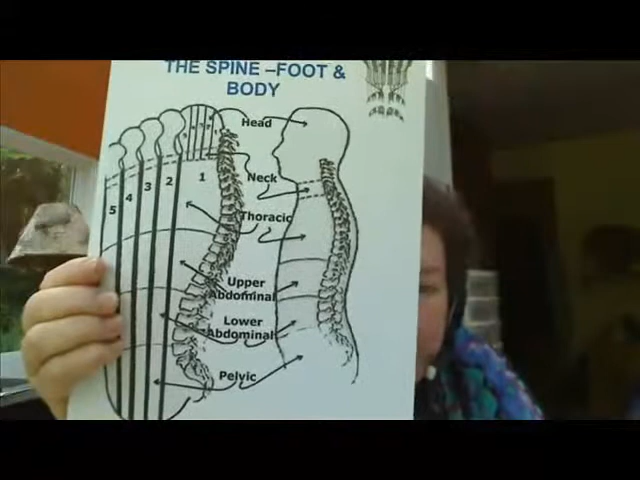 THE SPINE –FOOT &
BODY
Head
Neck
1
2
3
4
5
Thoracic
Upper
Abdominal
Lower
Abdominal
Pelvic